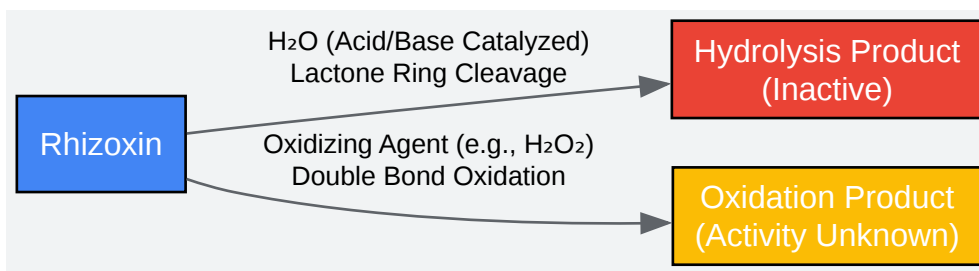 H₂O (Acid/Base Catalyzed)
Lactone Ring Cleavage
Hydrolysis Product
(Inactive)
Rhizoxin
Oxidizing Agent (e.g., H₂O₂)
Double Bond Oxidation
Oxidation Product
(Activity Unknown)